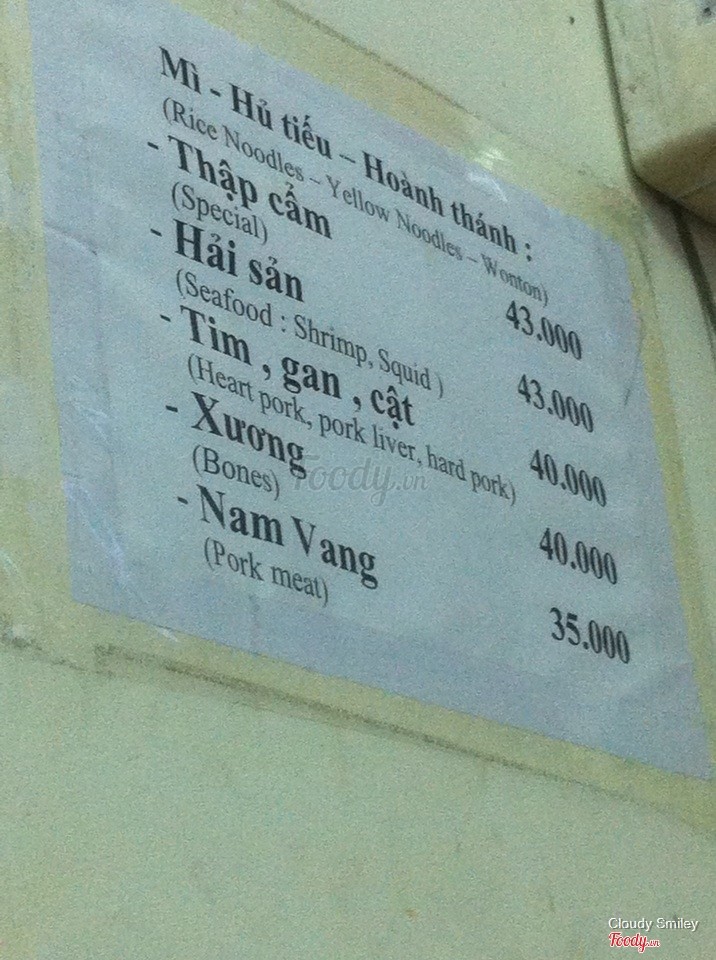 Mì - Hủ tiếu – Hoành thánh :
(Rice Noodles – Yellow Noodles – Wonton)
- Thập cẩm 43.000
(Special)
- Hải sản 43.000
(Seafood : Shrimp, Squid )
- Tim , gan , cật 40.000
(Heart pork, pork liver, hard pork)
- Xương 40.000
(Bones)
- Nam Vang 35.000
(Pork meat)
Foody.vn
Cloudy Smiley
Foody.vn